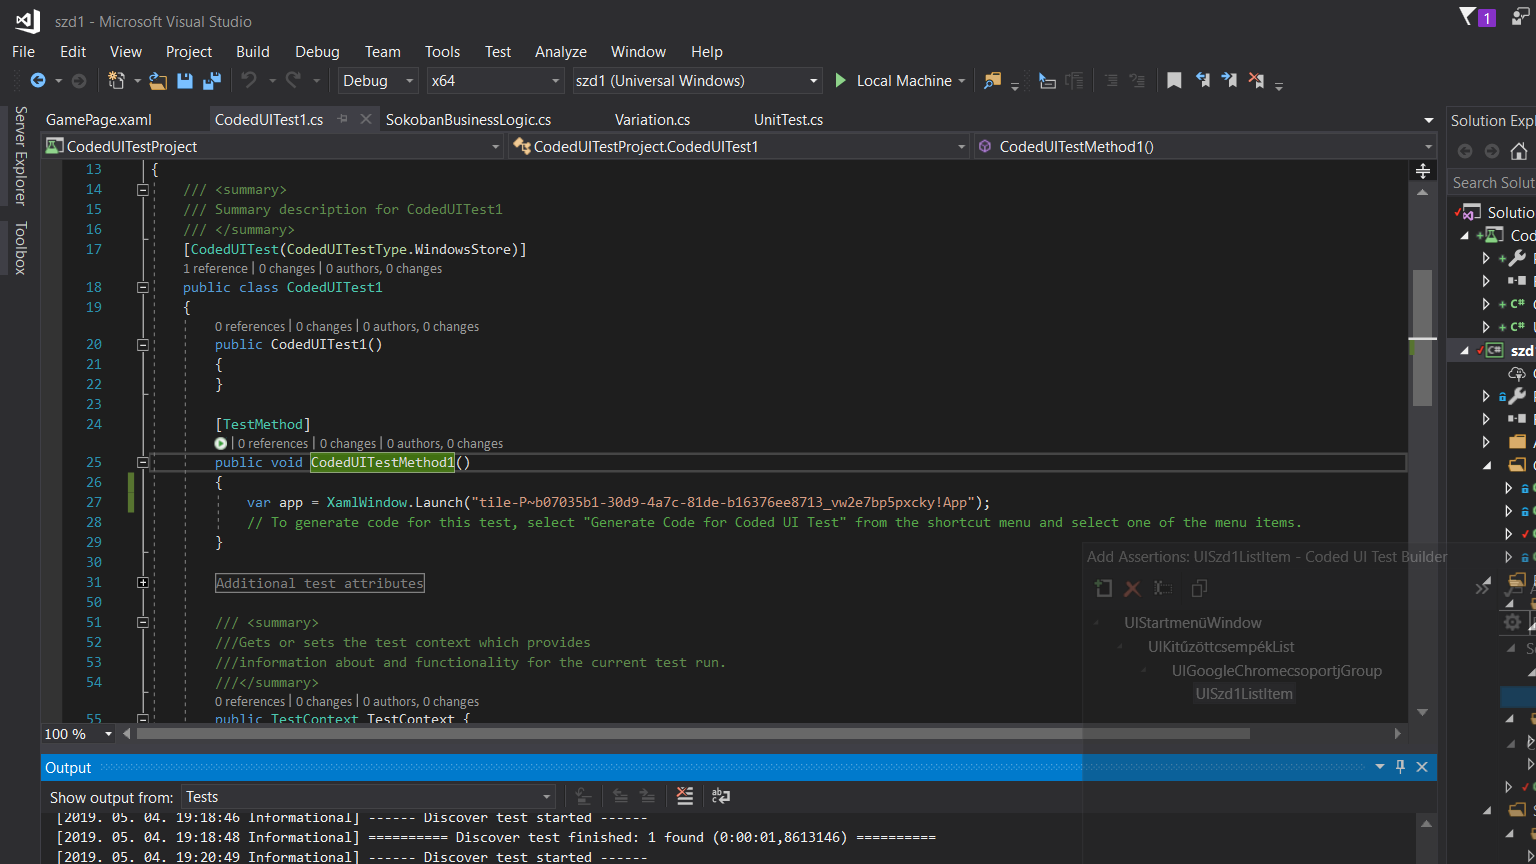 szd1 - Microsoft Visual Studio
1
File Edit View Project Build Debug Team Tools Test Analyze Window Help
Debug x64 szd1 (Universal Windows) Local Machine
Server Explorer
Toolbox
GamePage.xaml CodedUITest1.cs SokobanBusinessLogic.cs Variation.cs UnitTest.cs
CodedUITestProject CodedUITestProject.CodedUITest1 CodedUITestMethod1()
13 {
14 /// <summary>
15 /// Summary description for CodedUITest1
16 /// </summary>
17 [CodedUITest(CodedUITestType.WindowsStore)]
1 reference | 0 changes | 0 authors, 0 changes
18 public class CodedUITest1
19 {
0 references | 0 changes | 0 authors, 0 changes
20 public CodedUITest1()
21 {
22 }
23
24 [TestMethod]
| 0 references | 0 changes | 0 authors, 0 changes
25 public void CodedUITestMethod1()
26 {
27 var app = XamlWindow.Launch("tile-P~b07035b1-30d9-4a7c-81de-b16376ee8713_vw2e7bp5pxcky!App");
28 // To generate code for this test, select "Generate Code for Coded UI Test" from the shortcut menu and select one of the menu items.
29 }
30
31 Additional test attributes
50
51 /// <summary>
52 ///Gets or sets the test context which provides
53 ///information about and functionality for the current test run.
54 ///</summary>
0 references | 0 changes | 0 authors, 0 changes
55 public TestContext TestContext {
100 %
Add Assertions: UISzd1ListItem - Coded UI Test Builder
UIStartmenüWindow
UIKitűzöttcsempékList
UIGoogleChromecsoportjGroup
UISzd1ListItem
Output
Show output from: Tests
[2019. 05. 04. 19:18:46 Informational] ------ Discover test started ------
[2019. 05. 04. 19:18:48 Informational] ========== Discover test finished: 1 found (0:00:01,8613146) ==========
[2019. 05. 04. 19:20:49 Informational] ------ Discover test started ------
Solution Expl
Search Solut
Solutio
Cod
C#
C#
szd